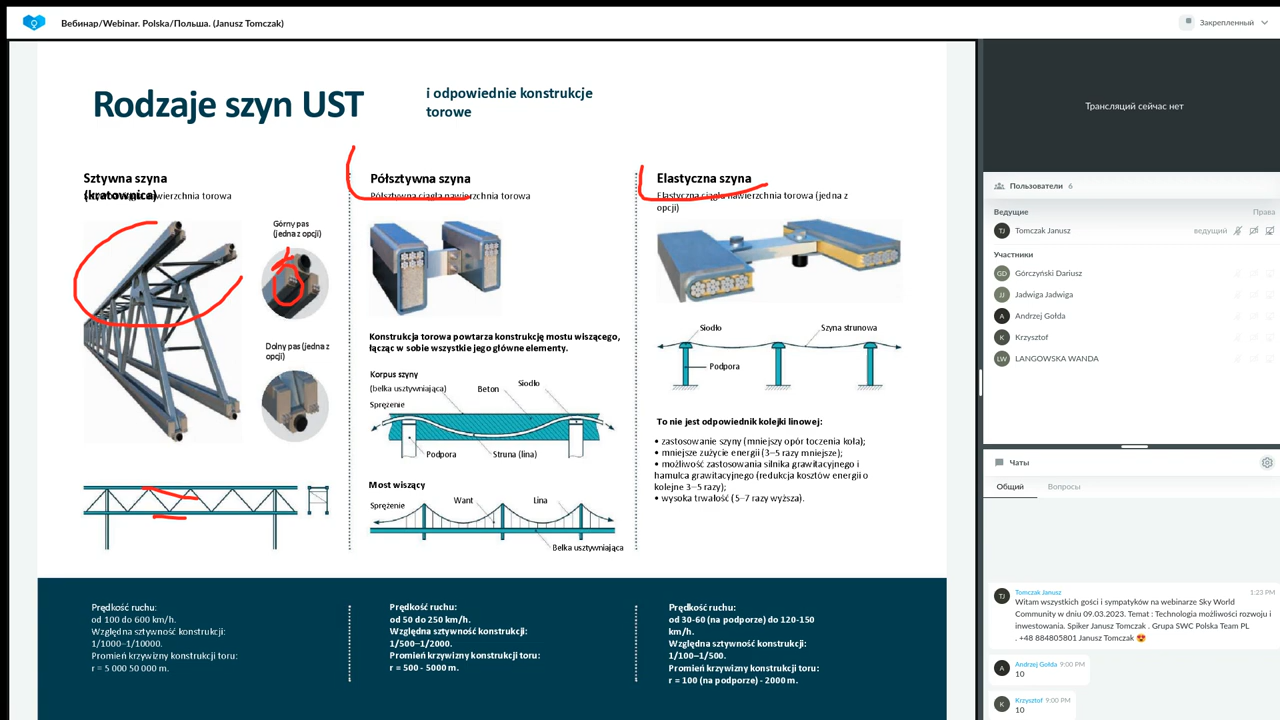 Вебинар/Webinar. Polska/Польша. (Janusz Tomczak)
Закрепленный
Rodzaje szyn UST
i odpowiednie konstrukcje
torowe
Sztywna szyna
(kratownica)
nawierzchnia torowa
Górny pas
(jedna z opcji)
Dolny pas (jedna z
opcji)
Półsztywna szyna
Półsztywna ciągła nawierzchnia torowa
Konstrukcja torowa powtarza konstrukcję mostu wiszącego,
łącząc w sobie wszystkie jego główne elementy.
Korpus szyny
(belka usztywniająca)
Beton
Siodło
Sprężenie
Podpora
Struna (lina)
Most wiszący
Sprężenie
Want
Lina
Belka usztywniająca
Elastyczna szyna
Elastyczna ciągła nawierzchnia torowa (jedna z
opcji)
Siodło
Szyna strunowa
Podpora
To nie jest odpowiednik kolejki linowej:
• zastosowanie szyny (mniejszy opór toczenia koła);
• mniejsze zużycie energii (3–5 razy mniejsze);
• możliwość zastosowania silnika grawitacyjnego i
hamulca grawitacyjnego (redukcja kosztów energii o
kolejne 3–5 razy);
• wysoka trwałość (5–7 razy wyższa).
Prędkość ruchu:
od 100 do 600 km/h.
Względna sztywność konstrukcji:
1/1000–1/10000.
Promień krzywizny konstrukcji toru:
r = 5 000 50 000 m.
Prędkość ruchu:
od 50 do 250 km/h.
Względna sztywność konstrukcji:
1/500–1/2000.
Promień krzywizny konstrukcji toru:
r = 500 - 5000 m.
Prędkość ruchu:
od 30-60 (na podporze) do 120-150
km/h.
Względna sztywność konstrukcji:
1/100–1/500.
Promień krzywizny konstrukcji toru:
r = 100 (na podporze) - 2000 m.
Трансляций сейчас нет
Пользователи 6
Ведущие
Права
TJ Tomczak Janusz ведущий
Участники
GD Górczyński Dariusz
JJ Jadwiga Jadwiga
A Andrzej Gołda
K Krzysztof
LW LANGOWSKA WANDA
Чаты
Общий Вопросы
TJ Tomczak Janusz 1:23 PM
Witam wszystkich gości i sympatyków na webinarze Sky World
Community w dniu 09.03.2023. Temat : Technologia możliwości rozwoju i
inwestowania. Spiker Janusz Tomczak . Grupa SWC Polska Team PL
. +48 884805801 Janusz Tomczak 😍
A Andrzej Gołda 9:00 PM
10
K Krzysztof 9:00 PM
10